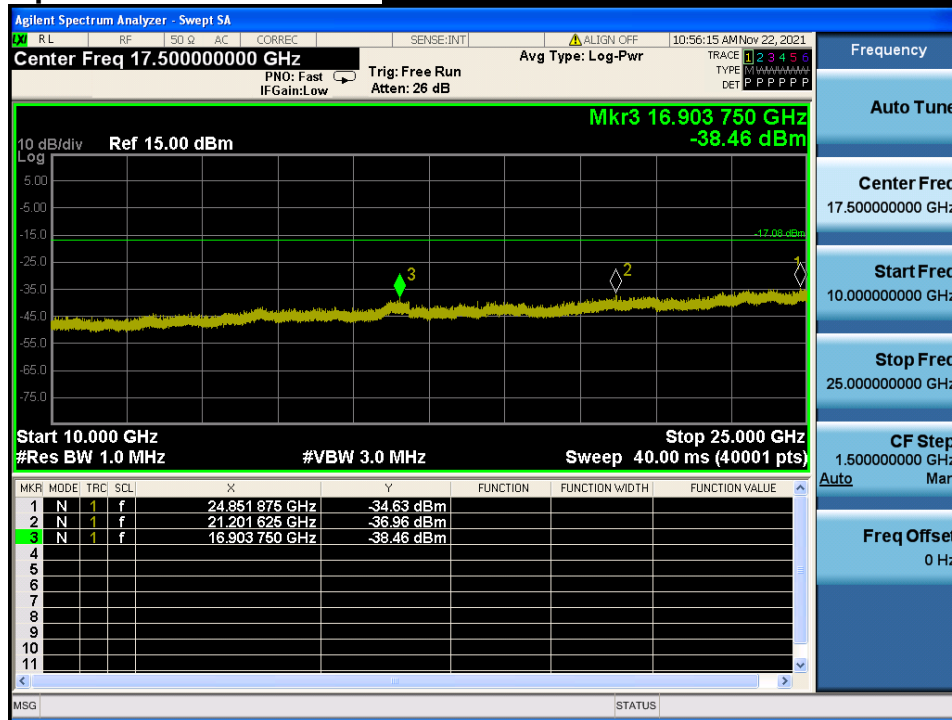 Agilent Spectrum Analyzer - Swept SA
LXI RL RF 50 Ω AC CORREC SENSE:INT ALIGN OFF 10:56:15 AM Nov 22, 2021
Center Freq 17.500000000 GHz
PNO: Fast
IFGain:Low
Trig: Free Run
Atten: 26 dB
Avg Type: Log-Pwr
TRACE 1 2 3 4 5 6
TYPE M W W W W W
DET P P P P P P
Mkr3 16.903 750 GHz
-38.46 dBm
10 dB/div Ref 15.00 dBm
Log
5.00
-5.00
-15.0
-17.08 dBm
-25.0
-35.0
-45.0
-55.0
-65.0
-75.0
3
2
1
Start 10.000 GHz Stop 25.000 GHz
#Res BW 1.0 MHz #VBW 3.0 MHz Sweep 40.00 ms (40001 pts)
MKR MODE TRC SCL X Y FUNCTION FUNCTION WIDTH FUNCTION VALUE
1 N 1 f 24.851 875 GHz -34.63 dBm
2 N 1 f 21.201 625 GHz -36.96 dBm
3 N 1 f 16.903 750 GHz -38.46 dBm
4
5
6
7
8
9
10
11
MSG STATUS
Frequency
Auto Tune
Center Freq
17.500000000 GHz
Start Freq
10.000000000 GHz
Stop Freq
25.000000000 GHz
CF Step
1.500000000 GHz
Auto Man
Freq Offset
0 Hz